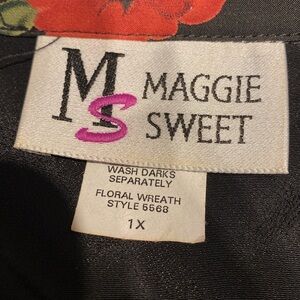 MS MAGGIE
SWEET
WASH DARKS
SEPARATELY
FLORAL WREATH
STYLE 5568
1X